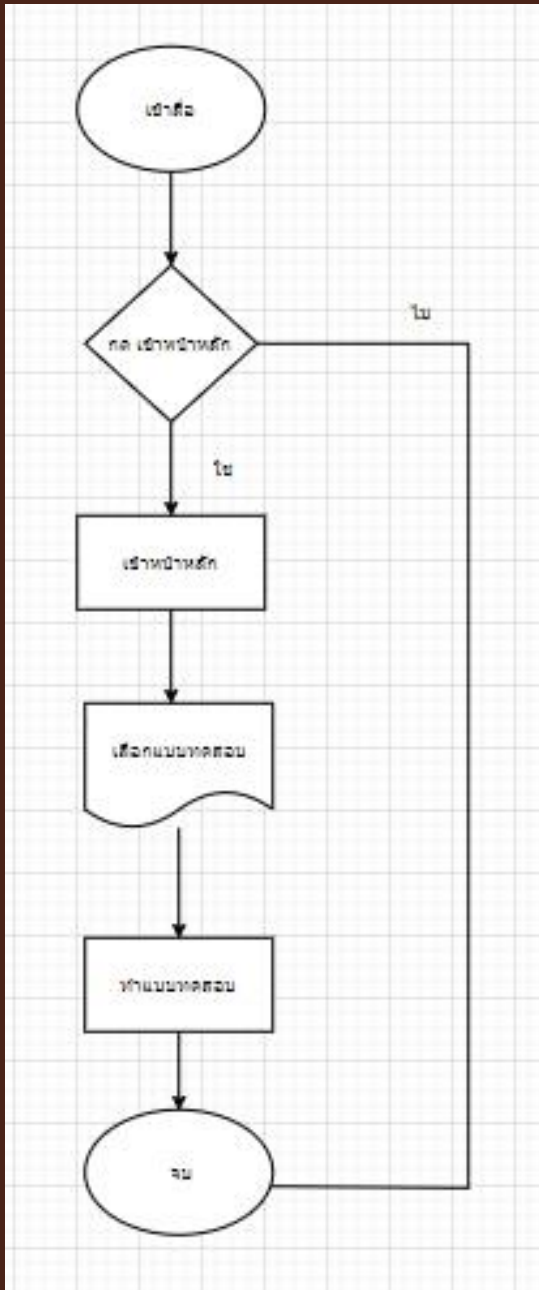 เข้าสื่อ
กด เข้าหน้าหลัก
ไม
ใช
เข้าหน้าหลัก
เลือกแบบทดสอบ
ทำแบบทดสอบ
จบ